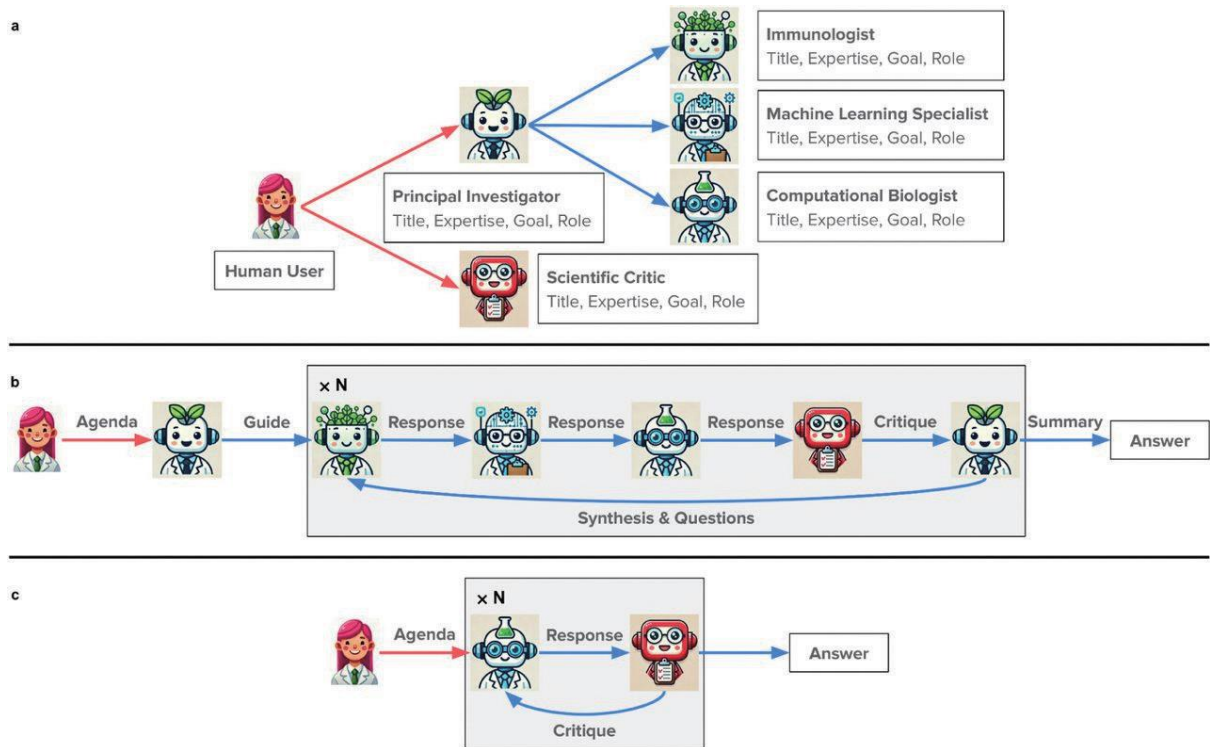 a
Immunologist
Title, Expertise, Goal, Role
Machine Learning Specialist
Title, Expertise, Goal, Role
Principal Investigator
Title, Expertise, Goal, Role
Computational Biologist
Title, Expertise, Goal, Role
Human User
Scientific Critic
Title, Expertise, Goal, Role
b
× N
Agenda
Guide
Response
Response
Response
Critique
Summary
Answer
Synthesis & Questions
c
× N
Agenda
Response
Answer
Critique